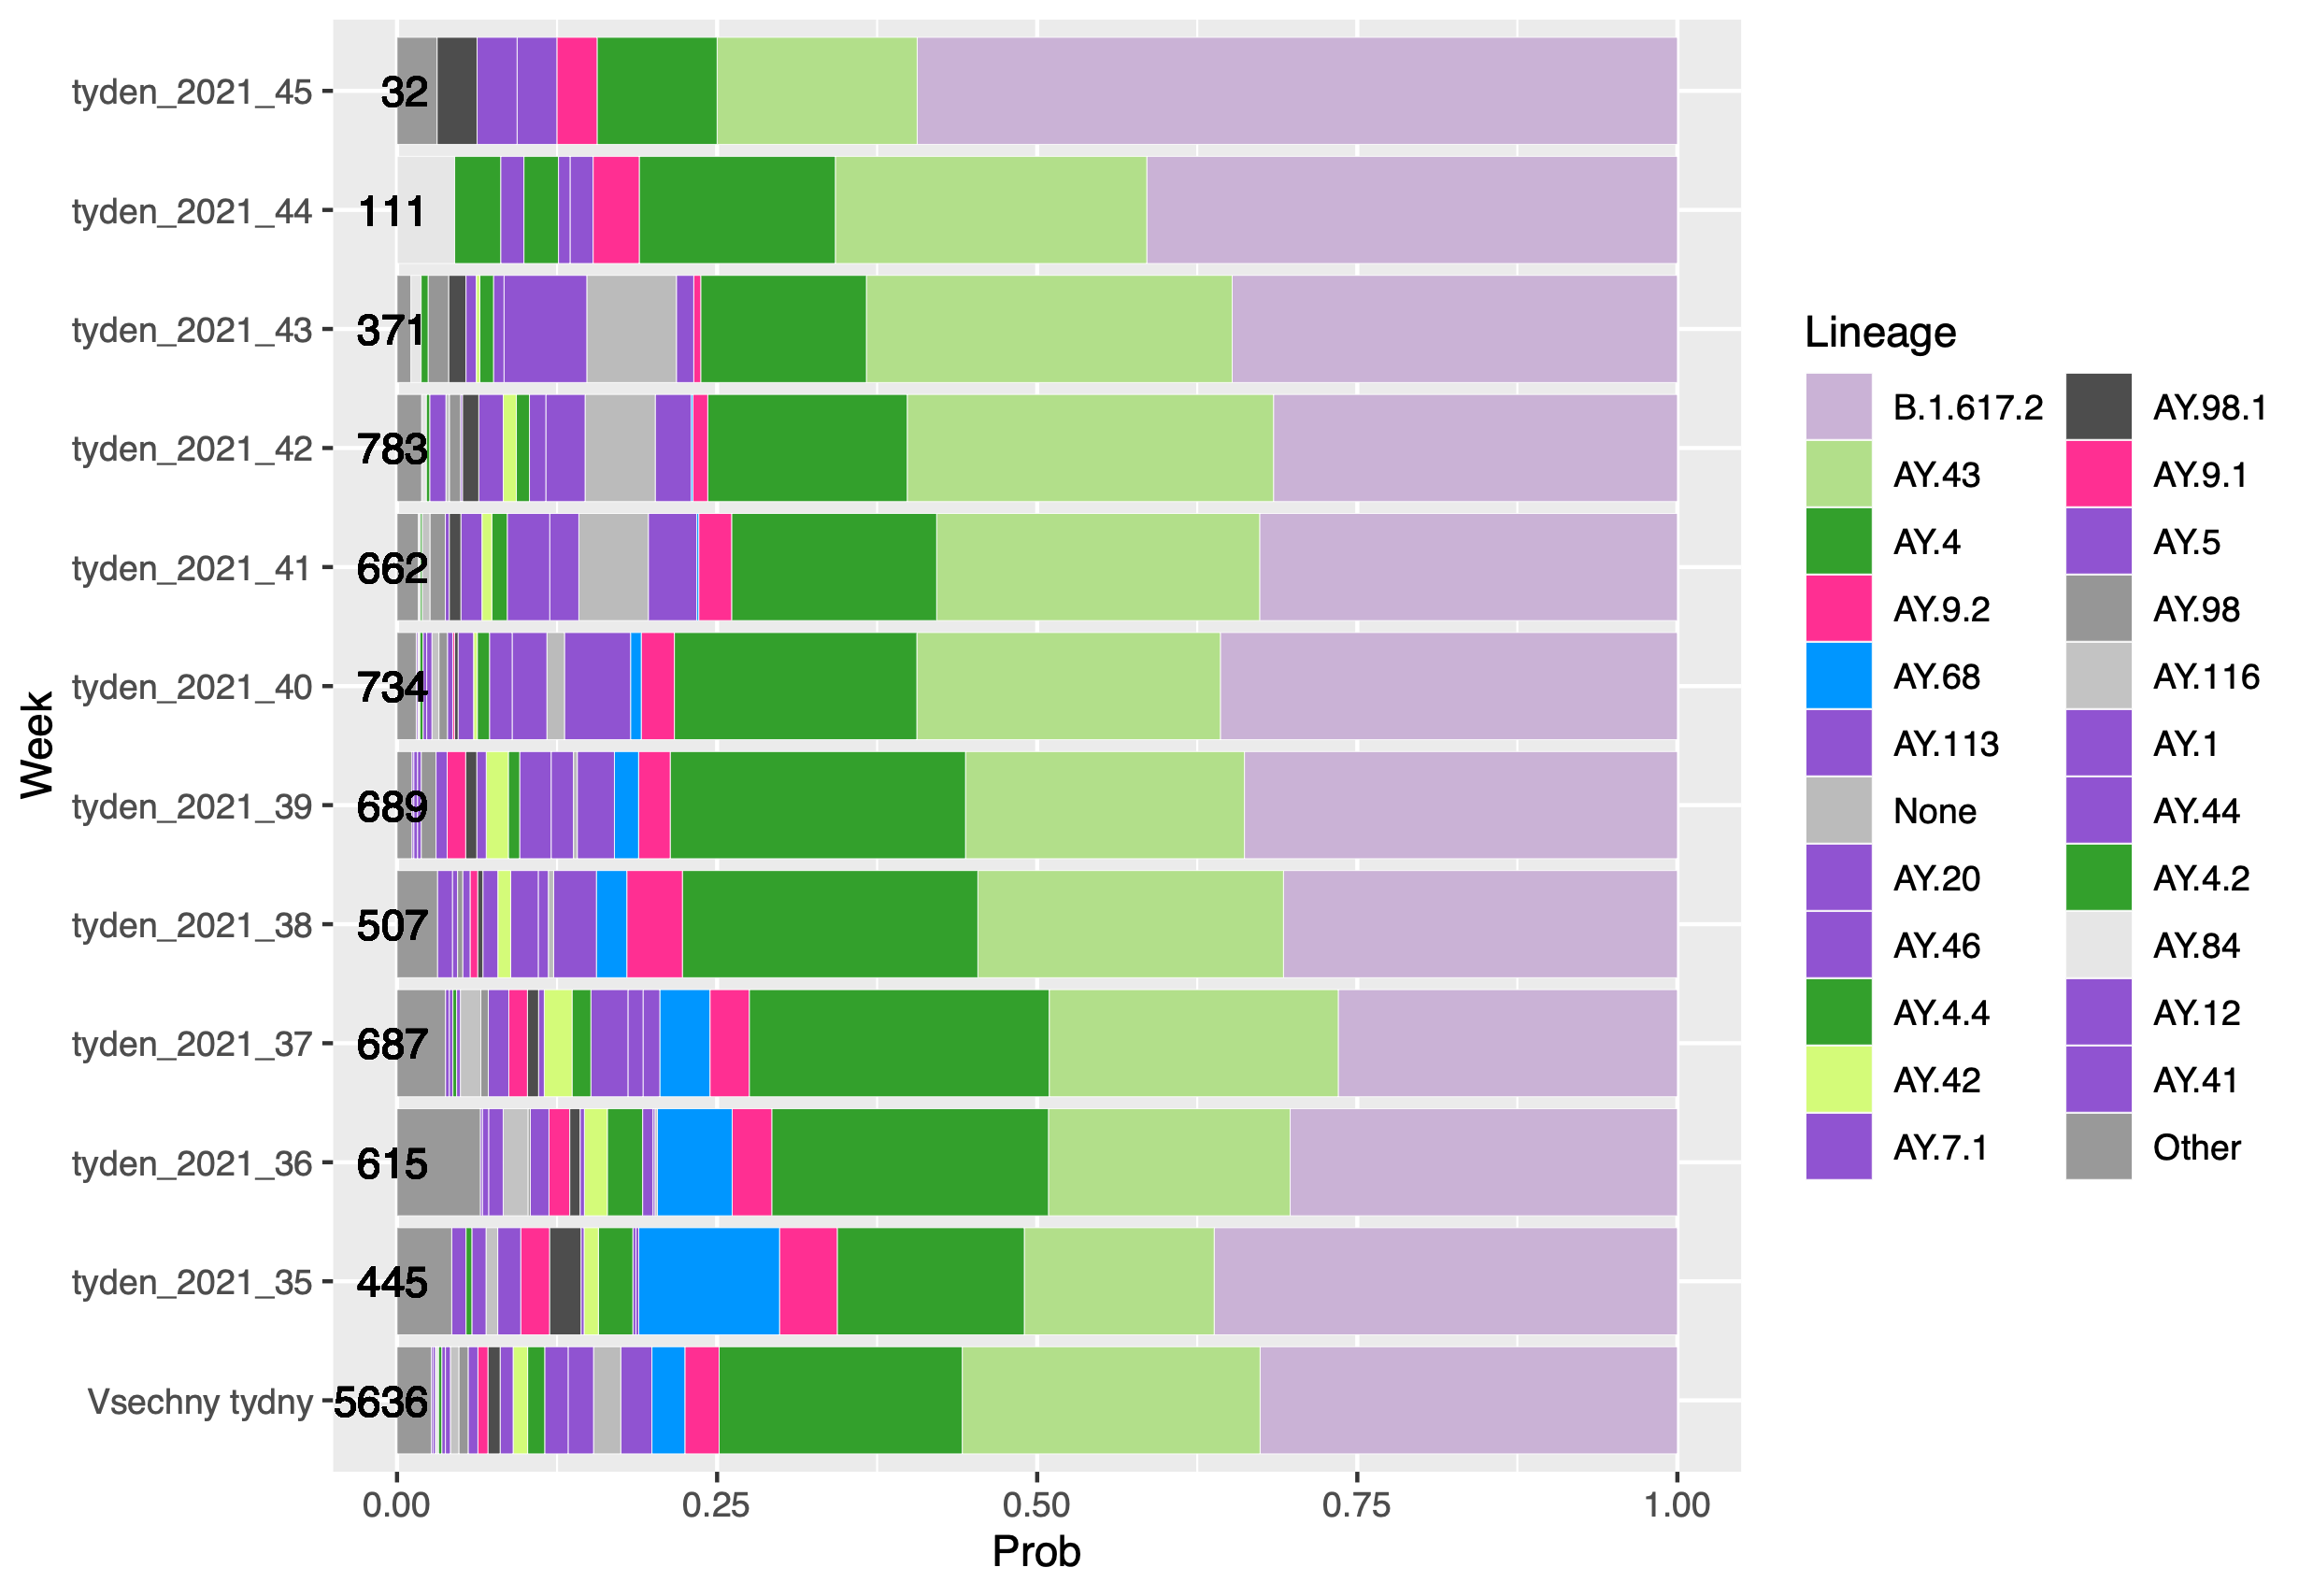 tyden_2021_45 32
tyden_2021_44 111
tyden_2021_43 371
tyden_2021_42 783
tyden_2021_41 662
tyden_2021_40 734
tyden_2021_39 689
tyden_2021_38 507
tyden_2021_37 687
tyden_2021_36 615
tyden_2021_35 445
Vsechny tydny 5636
Week
0.00 0.25 0.50 0.75 1.00
Prob
Lineage
B.1.617.2
AY.43
AY.4
AY.9.2
AY.68
AY.113
None
AY.20
AY.46
AY.4.4
AY.42
AY.7.1
AY.98.1
AY.9.1
AY.5
AY.98
AY.116
AY.1
AY.44
AY.4.2
AY.84
AY.12
AY.41
Other